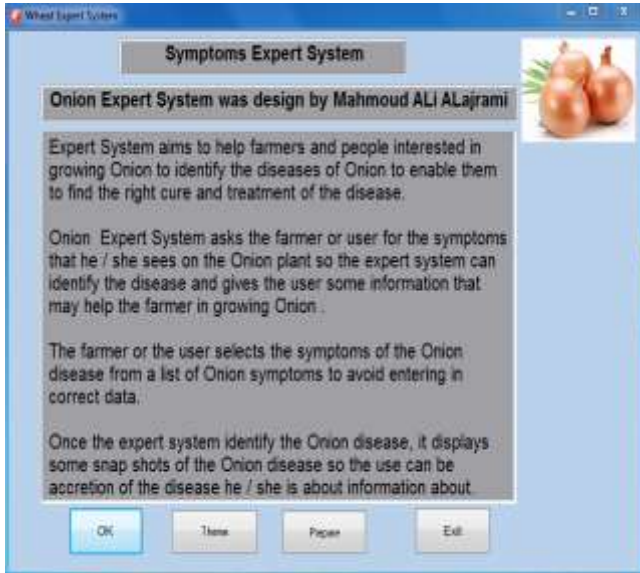 Wheat Expert System
Symptoms Expert System
Onion Expert System was design by Mahmoud ALi ALajrami
Expert System aims to help farmers and people interested in
growing Onion to identify the diseases of Onion to enable them
to find the right cure and treatment of the disease.
Onion Expert System asks the farmer or user for the symptoms
that he / she sees on the Onion plant so the expert system can
identify the disease and gives the user some information that
may help the farmer in growing Onion .
The farmer or the user selects the symptoms of the Onion
disease from a list of Onion symptoms to avoid entering in
correct data.
Once the expert system identify the Onion disease, it displays
some snap shots of the Onion disease so the use can be
accretion of the disease he / she is about information about.
OK
Exit